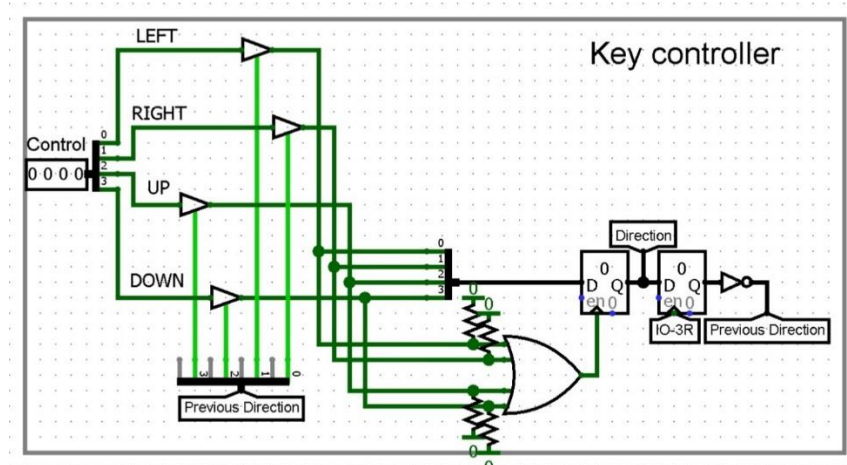 Key controller
LEFT
RIGHT
Control
0 0 0 0
0
1
2
3
UP
DOWN
3
2
1
0
Previous Direction
0
1
2
3
0
0
0
0
Direction
0
D Q
en 0
0
D Q
en 0
IO-3R
Previous Direction